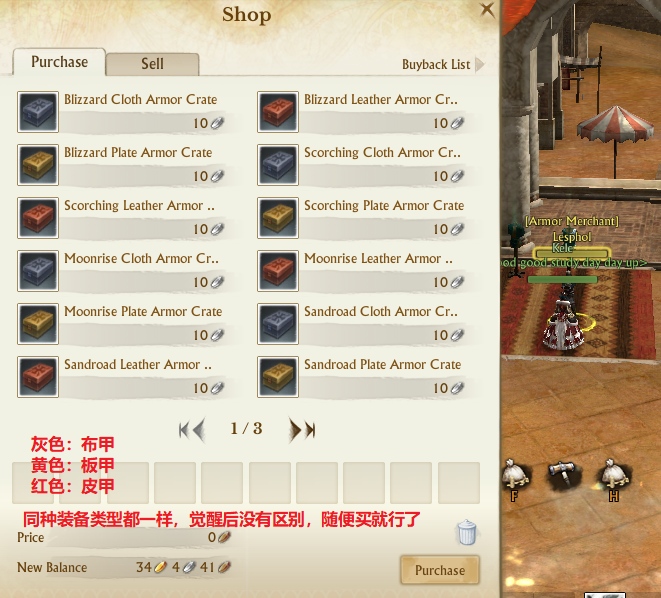 Shop
Purchase
Sell
Buyback List
Blizzard Cloth Armor Crate
10
Blizzard Leather Armor Cr..
10
Blizzard Plate Armor Crate
10
Scorching Cloth Armor Cr..
10
Scorching Leather Armor ..
10
Scorching Plate Armor Crate
10
Moonrise Cloth Armor Cr..
10
Moonrise Leather Armor ..
10
Moonrise Plate Armor Crate
10
Sandroad Cloth Armor Cr..
10
Sandroad Leather Armor ..
10
Sandroad Plate Armor Crate
10
1 / 3
灰色：布甲
黄色：板甲
红色：皮甲
同种装备类型都一样，觉醒后没有区别，随便买就行了
Price 0
New Balance 34 4 41
Purchase
[Armor Merchant]
Lesphol
good study day day up>
F
H